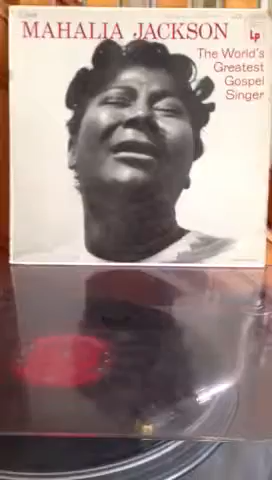 MAHALIA JACKSON
Lp
The World's
Greatest
Gospel
Singer